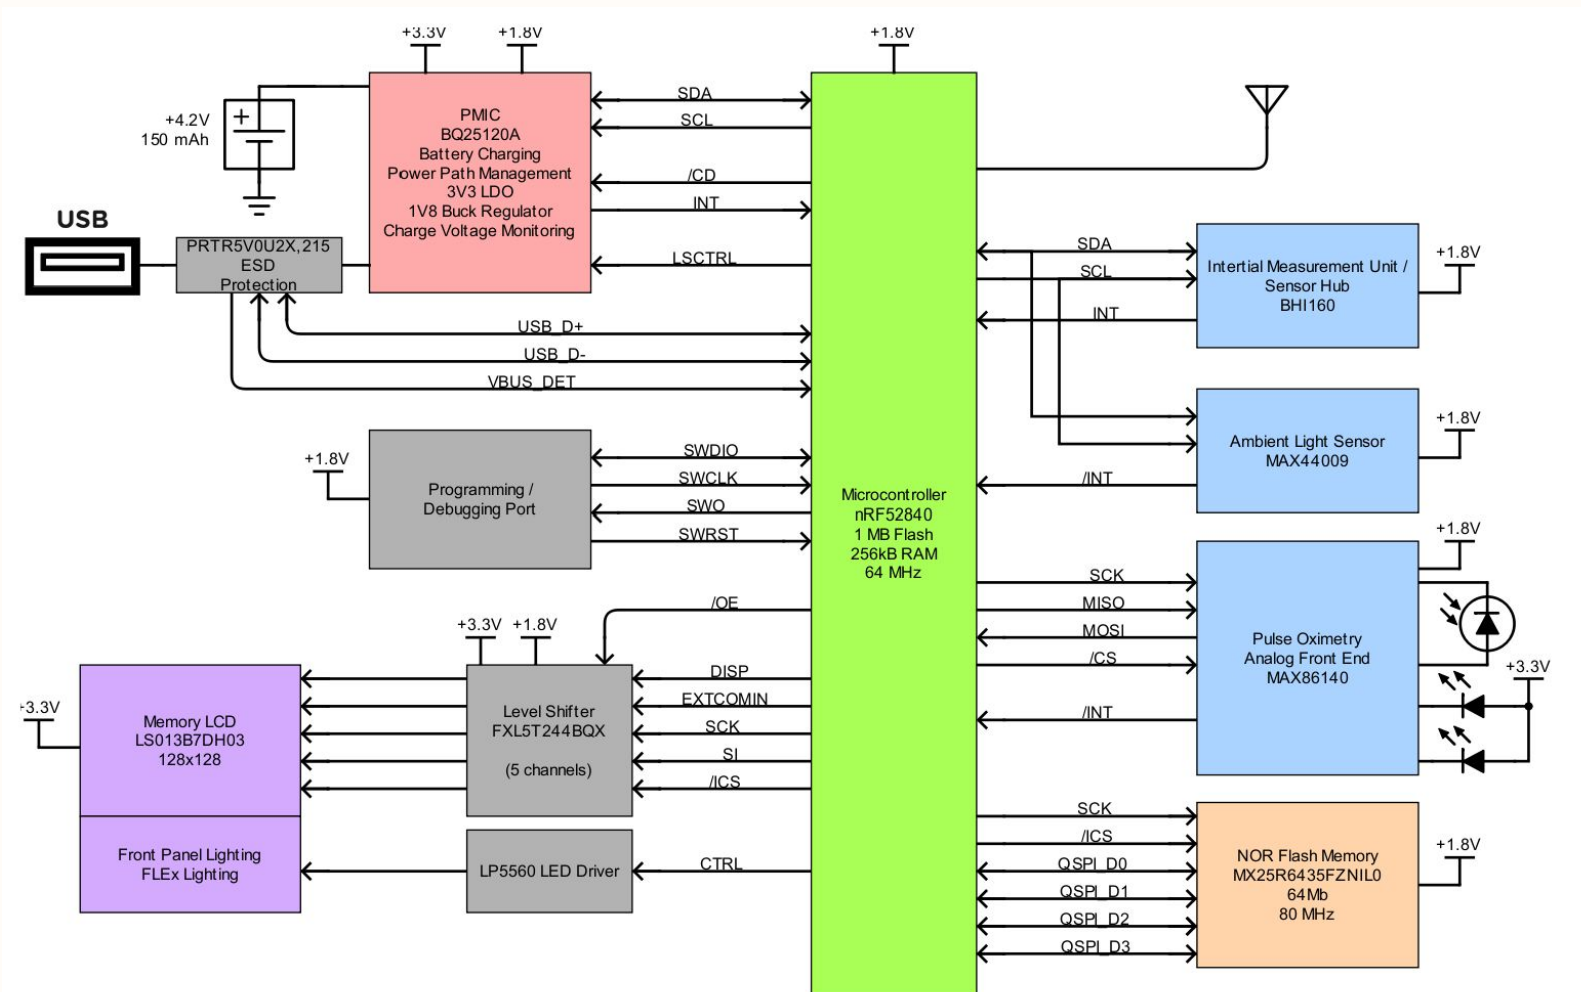 +3.3V
+1.8V
+1.8V
+4.2V
150 mAh
PMIC
BQ25120A
Battery Charging
Power Path Management
3V3 LDO
1V8 Buck Regulator
Charge Voltage Monitoring
SDA
SCL
/CD
INT
LSCTRL
USB
PRTR5V0U2X,215
ESD
Protection
USB_D+
USB_D-
VBUS_DET
+1.8V
Programming /
Debugging Port
SWDIO
SWCLK
SWO
SWRST
Microcontroller
nRF52840
1 MB Flash
256kB RAM
64 MHz
/OE
+3.3V
+1.8V
Level Shifter
FXL5T244BQX
(5 channels)
DISP
EXTCOMIN
SCK
SI
/ICS
+3.3V
Memory LCD
LS013B7DH03
128x128
Front Panel Lighting
FLEx Lighting
LP5560 LED Driver
CTRL
SDA
SCL
INT
Intertial Measurement Unit /
Sensor Hub
BHI160
+1.8V
/INT
Ambient Light Sensor
MAX44009
+1.8V
SCK
MISO
MOSI
/CS
/INT
Pulse Oximetry
Analog Front End
MAX86140
+1.8V
+3.3V
SCK
/ICS
QSPI_D0
QSPI_D1
QSPI_D2
QSPI_D3
NOR Flash Memory
MX25R6435FZNIL0
64Mb
80 MHz
+1.8V